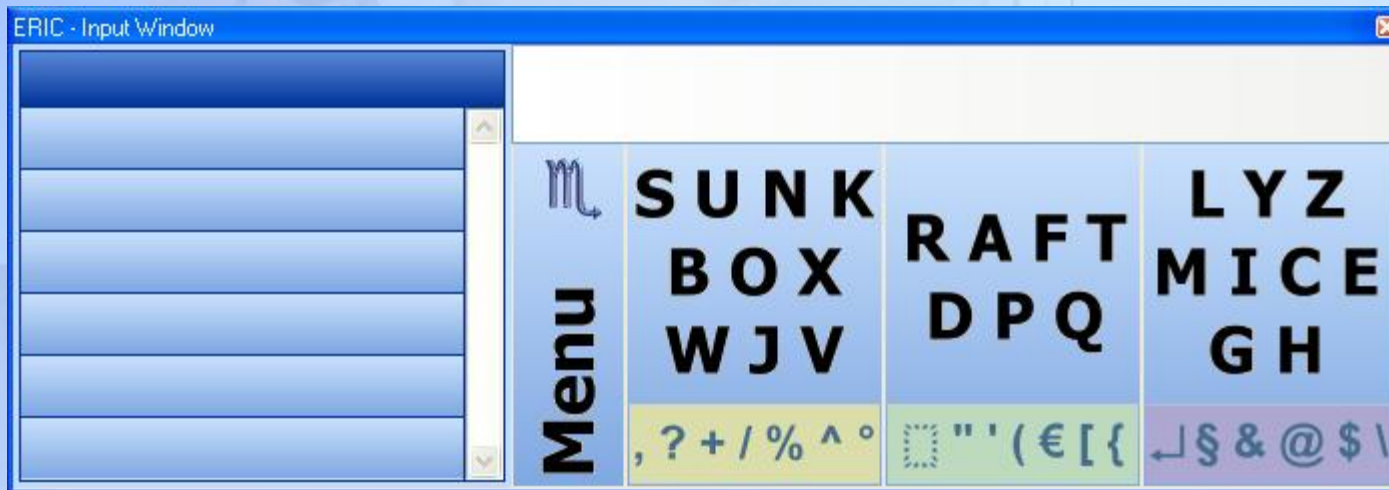 ERIC - Input Window
Menu
S U N K
B O X
W J V
, ? + / % ^ °
R A F T
D P Q
" ' ( € [ {
L Y Z
M I C E
G H
↵ § & @ $ \